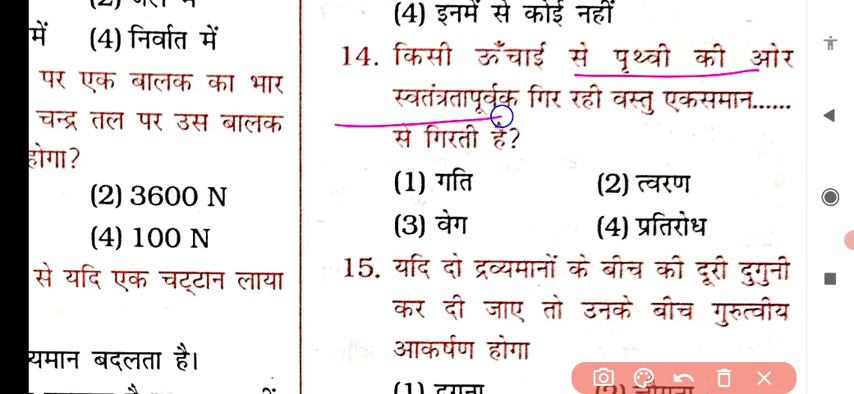 में (4) निर्वात में
पर एक बालक का भार
चन्द्र तल पर उस बालक
होगा?
(2) 3600 N
(4) 100 N
से यदि एक चट्टान लाया
यमान बदलता है।
(4) इनमें से कोई नहीं
14. किसी ऊँचाई से पृथ्वी की ओर
स्वतंत्रतापूर्वक गिर रही वस्तु एकसमान......
से गिरती है?
(1) गति (2) त्वरण
(3) वेग (4) प्रतिरोध
15. यदि दो द्रव्यमानों के बीच की दूरी दुगुनी
कर दी जाए तो उनके बीच गुरुत्वीय
आकर्षण होगा